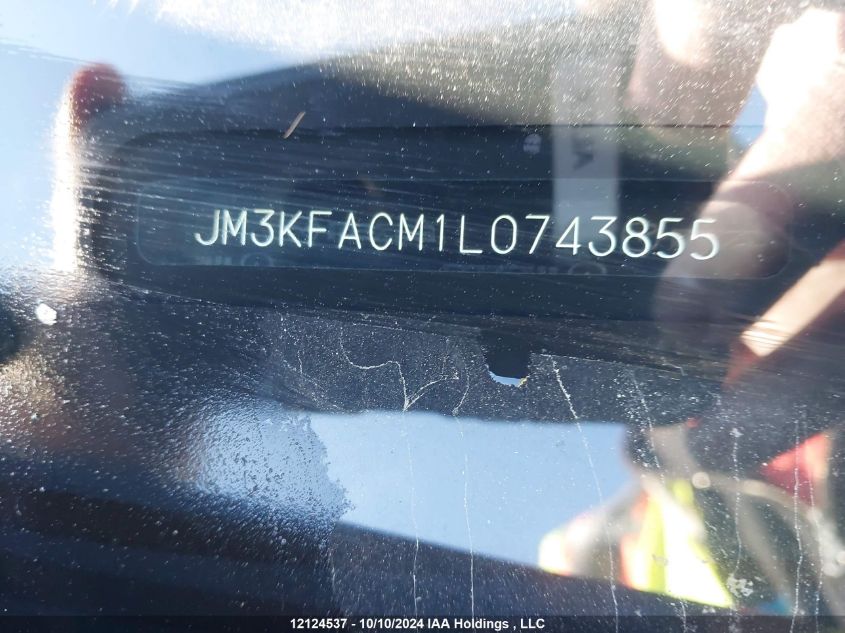 JM3KFACM1L0743855
12124537 - 10/10/2024 IAA Holdings , LLC